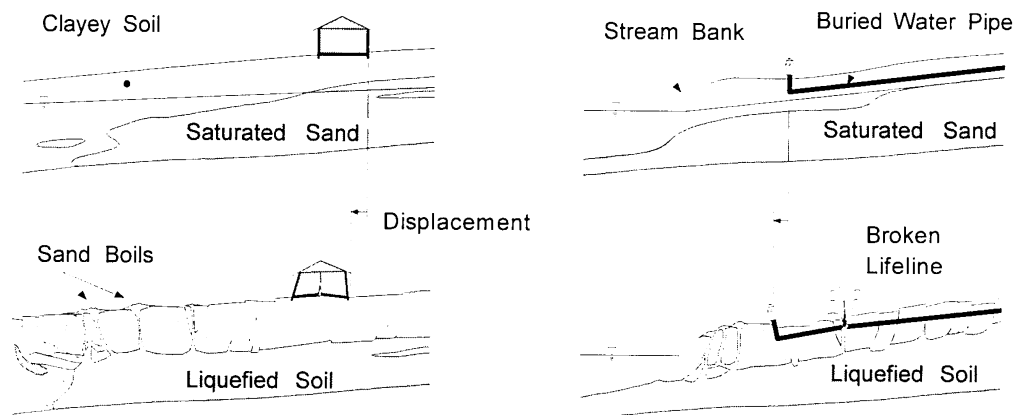 Clayey Soil
Stream Bank
Buried Water Pipe
Saturated Sand
Saturated Sand
Displacement
Sand Boils
Broken
Lifeline
Liquefied Soil
Liquefied Soil